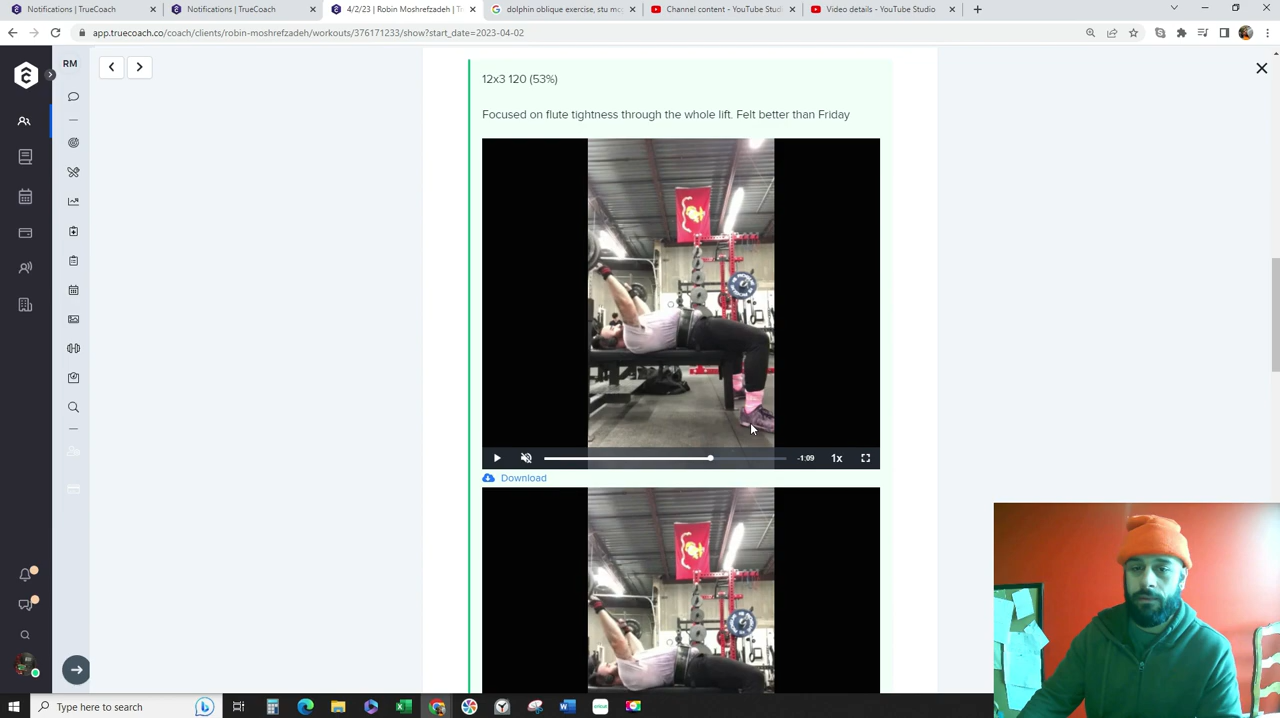 Notifications | TrueCoach
Notifications | TrueCoach
4/2/23 | Robin Moshrefzadeh | Tr
dolphin oblique exercise, stu mc
Channel content - YouTube Stud
Video details - YouTube Studio
app.truecoach.co/coach/clients/robin-moshrefzadeh/workouts/376171233/show?start_date=2023-04-02
RM
12x3 120 (53%)
Focused on flute tightness through the whole lift. Felt better than Friday
-1:09
1x
Download
Type here to search